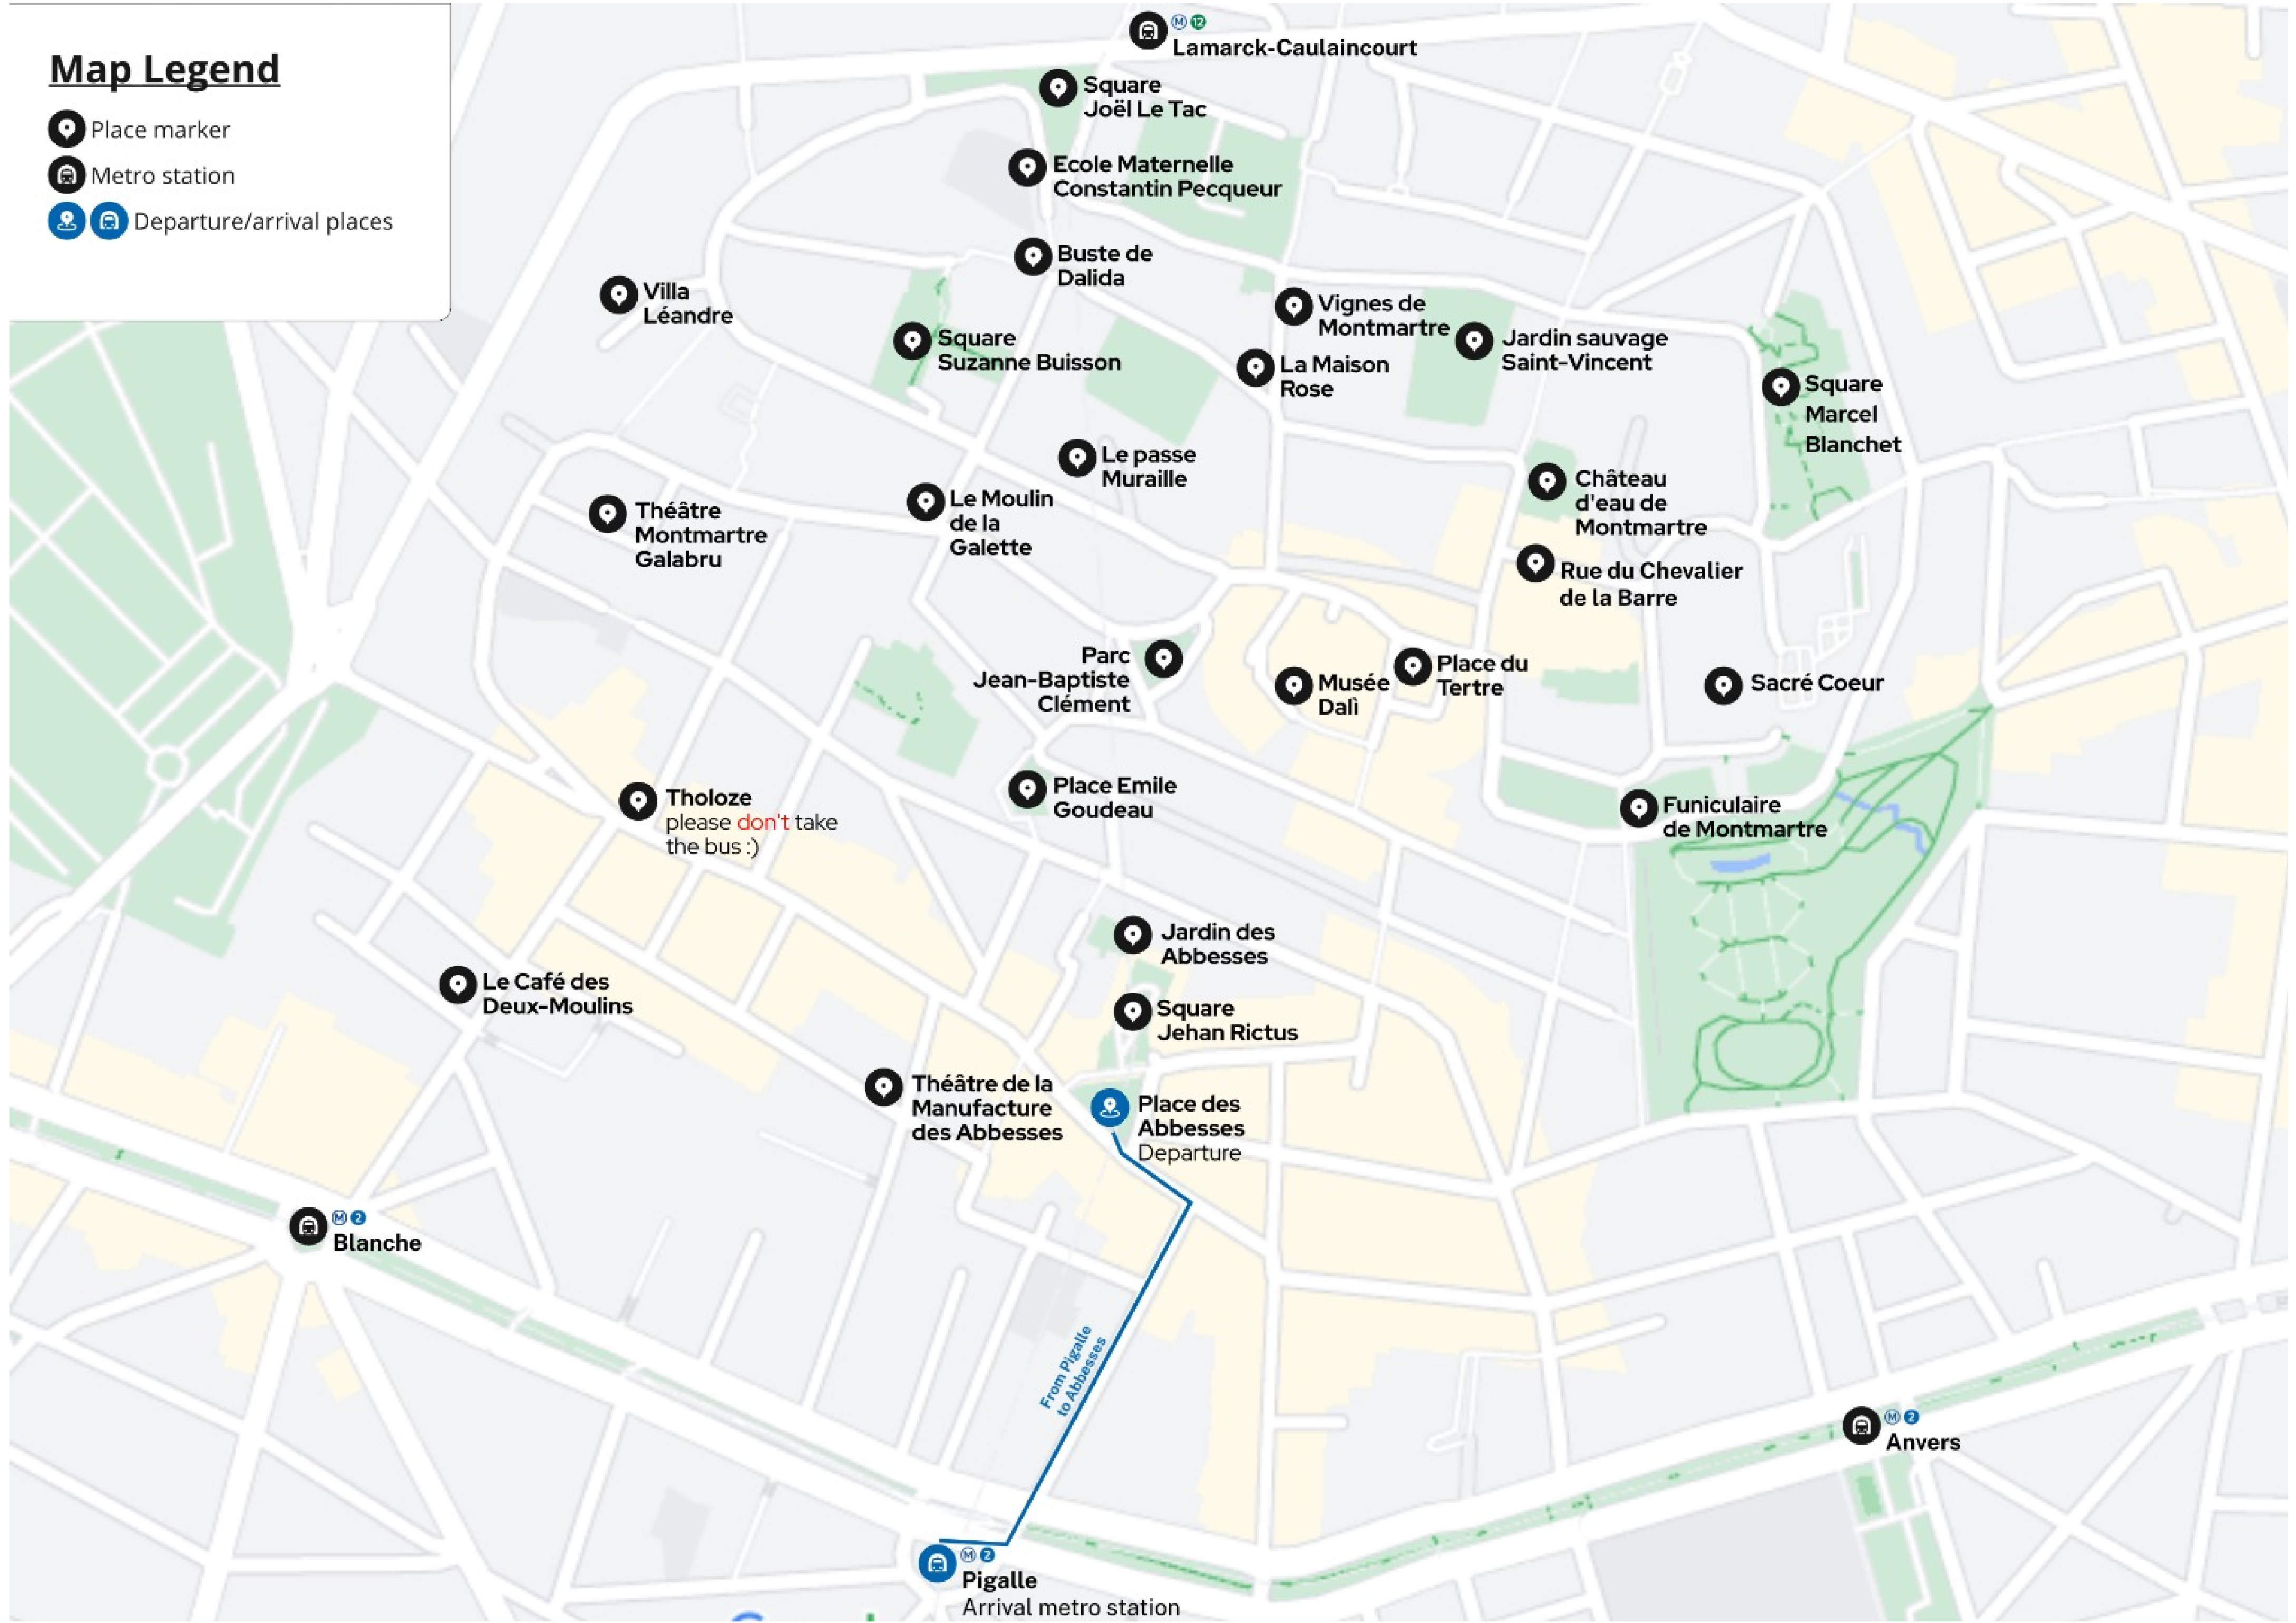 Map Legend
Place marker
Metro station
Departure/arrival places
M 12
Lamarck-Caulaincourt
Square
Joël Le Tac
Ecole Maternelle
Constantin Pecqueur
Buste de
Dalida
Villa
Léandre
Vignes de
Montmartre
Square
Suzanne Buisson
Jardin sauvage
Saint-Vincent
La Maison
Rose
Square
Marcel
Blanchet
Le passe
Muraille
Château
d'eau de
Montmartre
Le Moulin
de la
Galette
Théâtre
Montmartre
Galabru
Rue du Chevalier
de la Barre
Parc
Jean-Baptiste
Clément
Musée
Dalì
Place du
Tertre
Sacré Coeur
Place Emile
Goudeau
Tholoze
please don't take
the bus :)
Funiculaire
de Montmartre
Jardin des
Abbesses
Le Café des
Deux-Moulins
Square
Jehan Rictus
Théâtre de la
Manufacture
des Abbesses
Place des
Abbesses
Departure
M 2
Blanche
From Pigalle
to Abbesses
M 2
Anvers
M 2
Pigalle
Arrival metro station